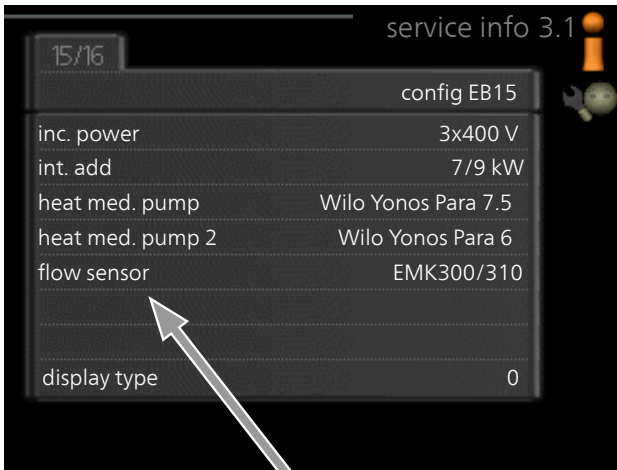 service info 3.1
15/16
config EB15
inc. power 3x400 V
int. add 7/9 kW
heat med. pump Wilo Yonos Para 7.5
heat med. pump 2 Wilo Yonos Para 6
flow sensor EMK300/310
display type 0